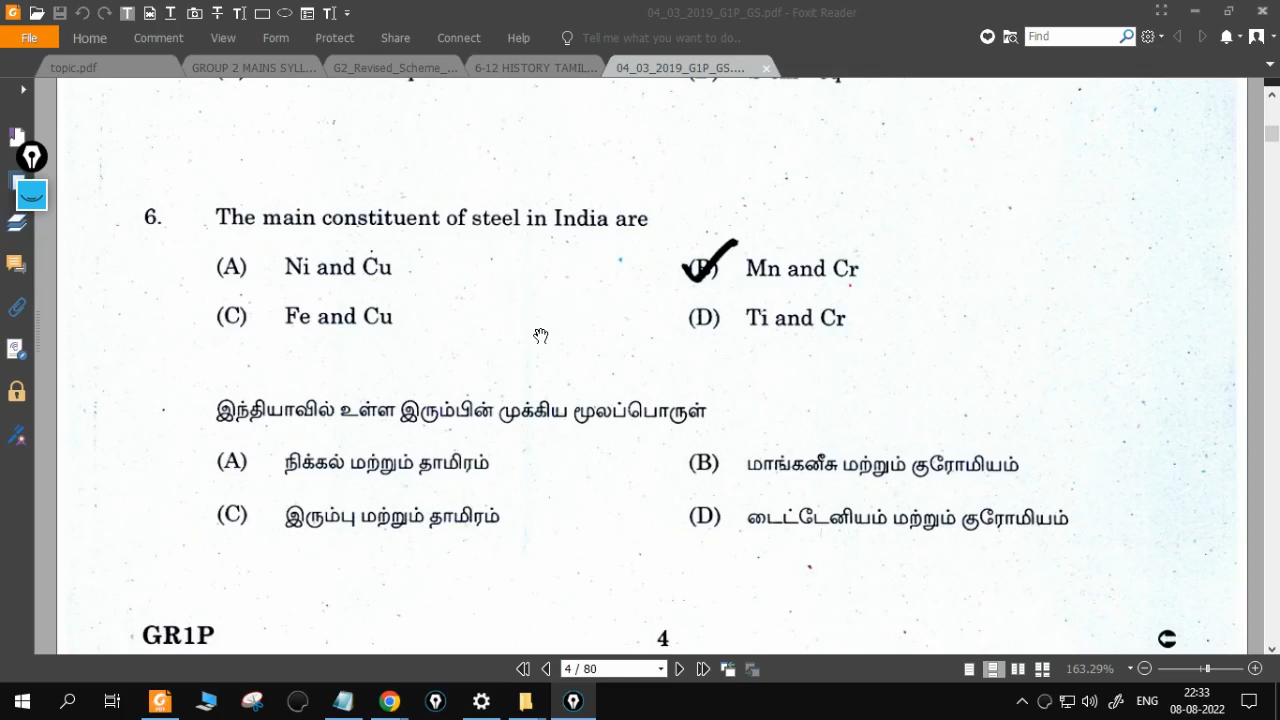 04_03_2019_G1P_GS.pdf - Foxit Reader
File Home Comment View Form Protect Share Connect Help Tell me what you want to do.. Find
topic.pdf GROUP 2 MAINS SYLL... G2_Revised_Scheme_... 6-12 HISTORY TAMIL... 04_03_2019_G1P_GS....
6. The main constituent of steel in India are
(A) Ni and Cu (B) Mn and Cr
(C) Fe and Cu (D) Ti and Cr
இந்தியாவில் உள்ள இரும்பின் முக்கிய மூலப்பொருள்
(A) நிக்கல் மற்றும் தாமிரம் (B) மாங்கனீசு மற்றும் குரோமியம்
(C) இரும்பு மற்றும் தாமிரம் (D) டைட்டேனியம் மற்றும் குரோமியம்
GR1P 4
4 / 80 163.29%
ENG 22:33
08-08-2022